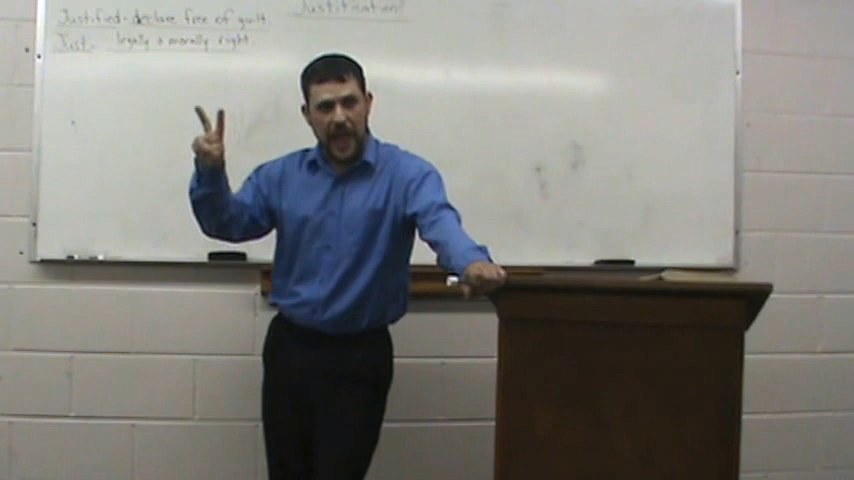 Justification!
Justified- declare free of guilt.
Just- legally & morally right.